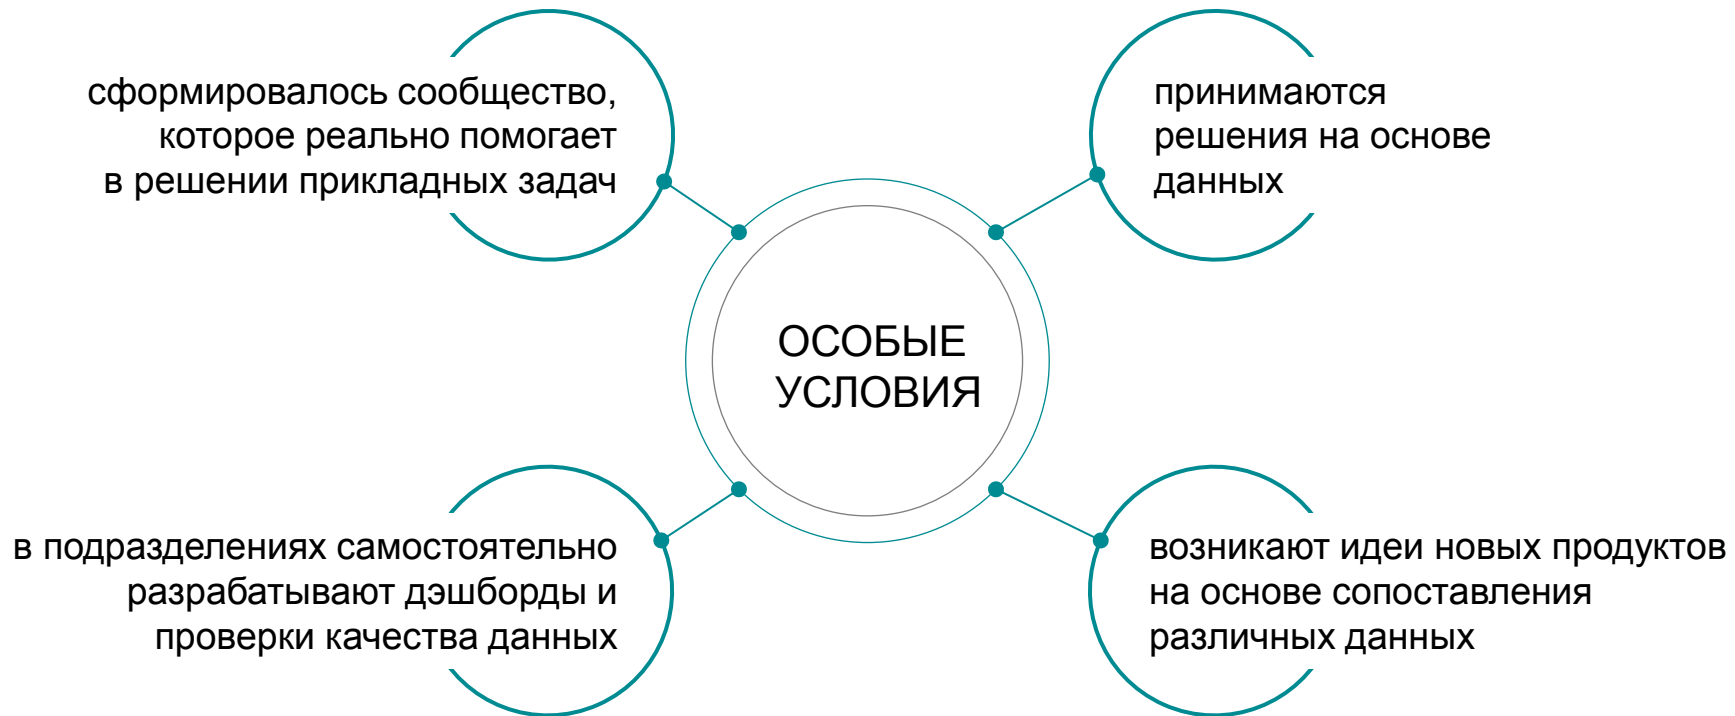 сформировалось сообщество,
которое реально помогает
в решении прикладных задач
принимаются
решения на основе
данных
ОСОБЫЕ
УСЛОВИЯ
в подразделениях самостоятельно
разрабатывают дэшборды и
проверки качества данных
возникают идеи новых продуктов
на основе сопоставления
различных данных